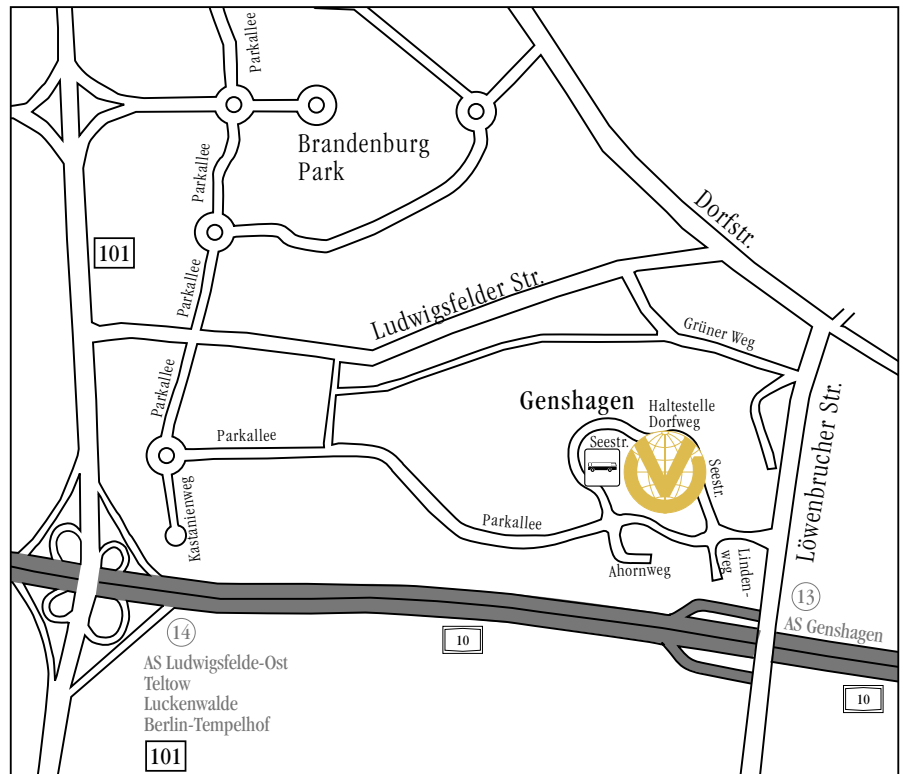 Parkallee
Brandenburg
Park
Parkallee
Dorfstr.
101
Parkallee
Ludwigsfelder Str.
Grüner Weg
Parkallee
Genshagen
Haltestelle
Dorfweg
Löwenbrucher Str.
Parkallee
Seestr.
Seestr.
Kastanienweg
Parkallee
Ahornweg
Linden-
weg
13
AS Genshagen
14
10
AS Ludwigsfelde-Ost
Teltow
Luckenwalde
Berlin-Tempelhof
10
101